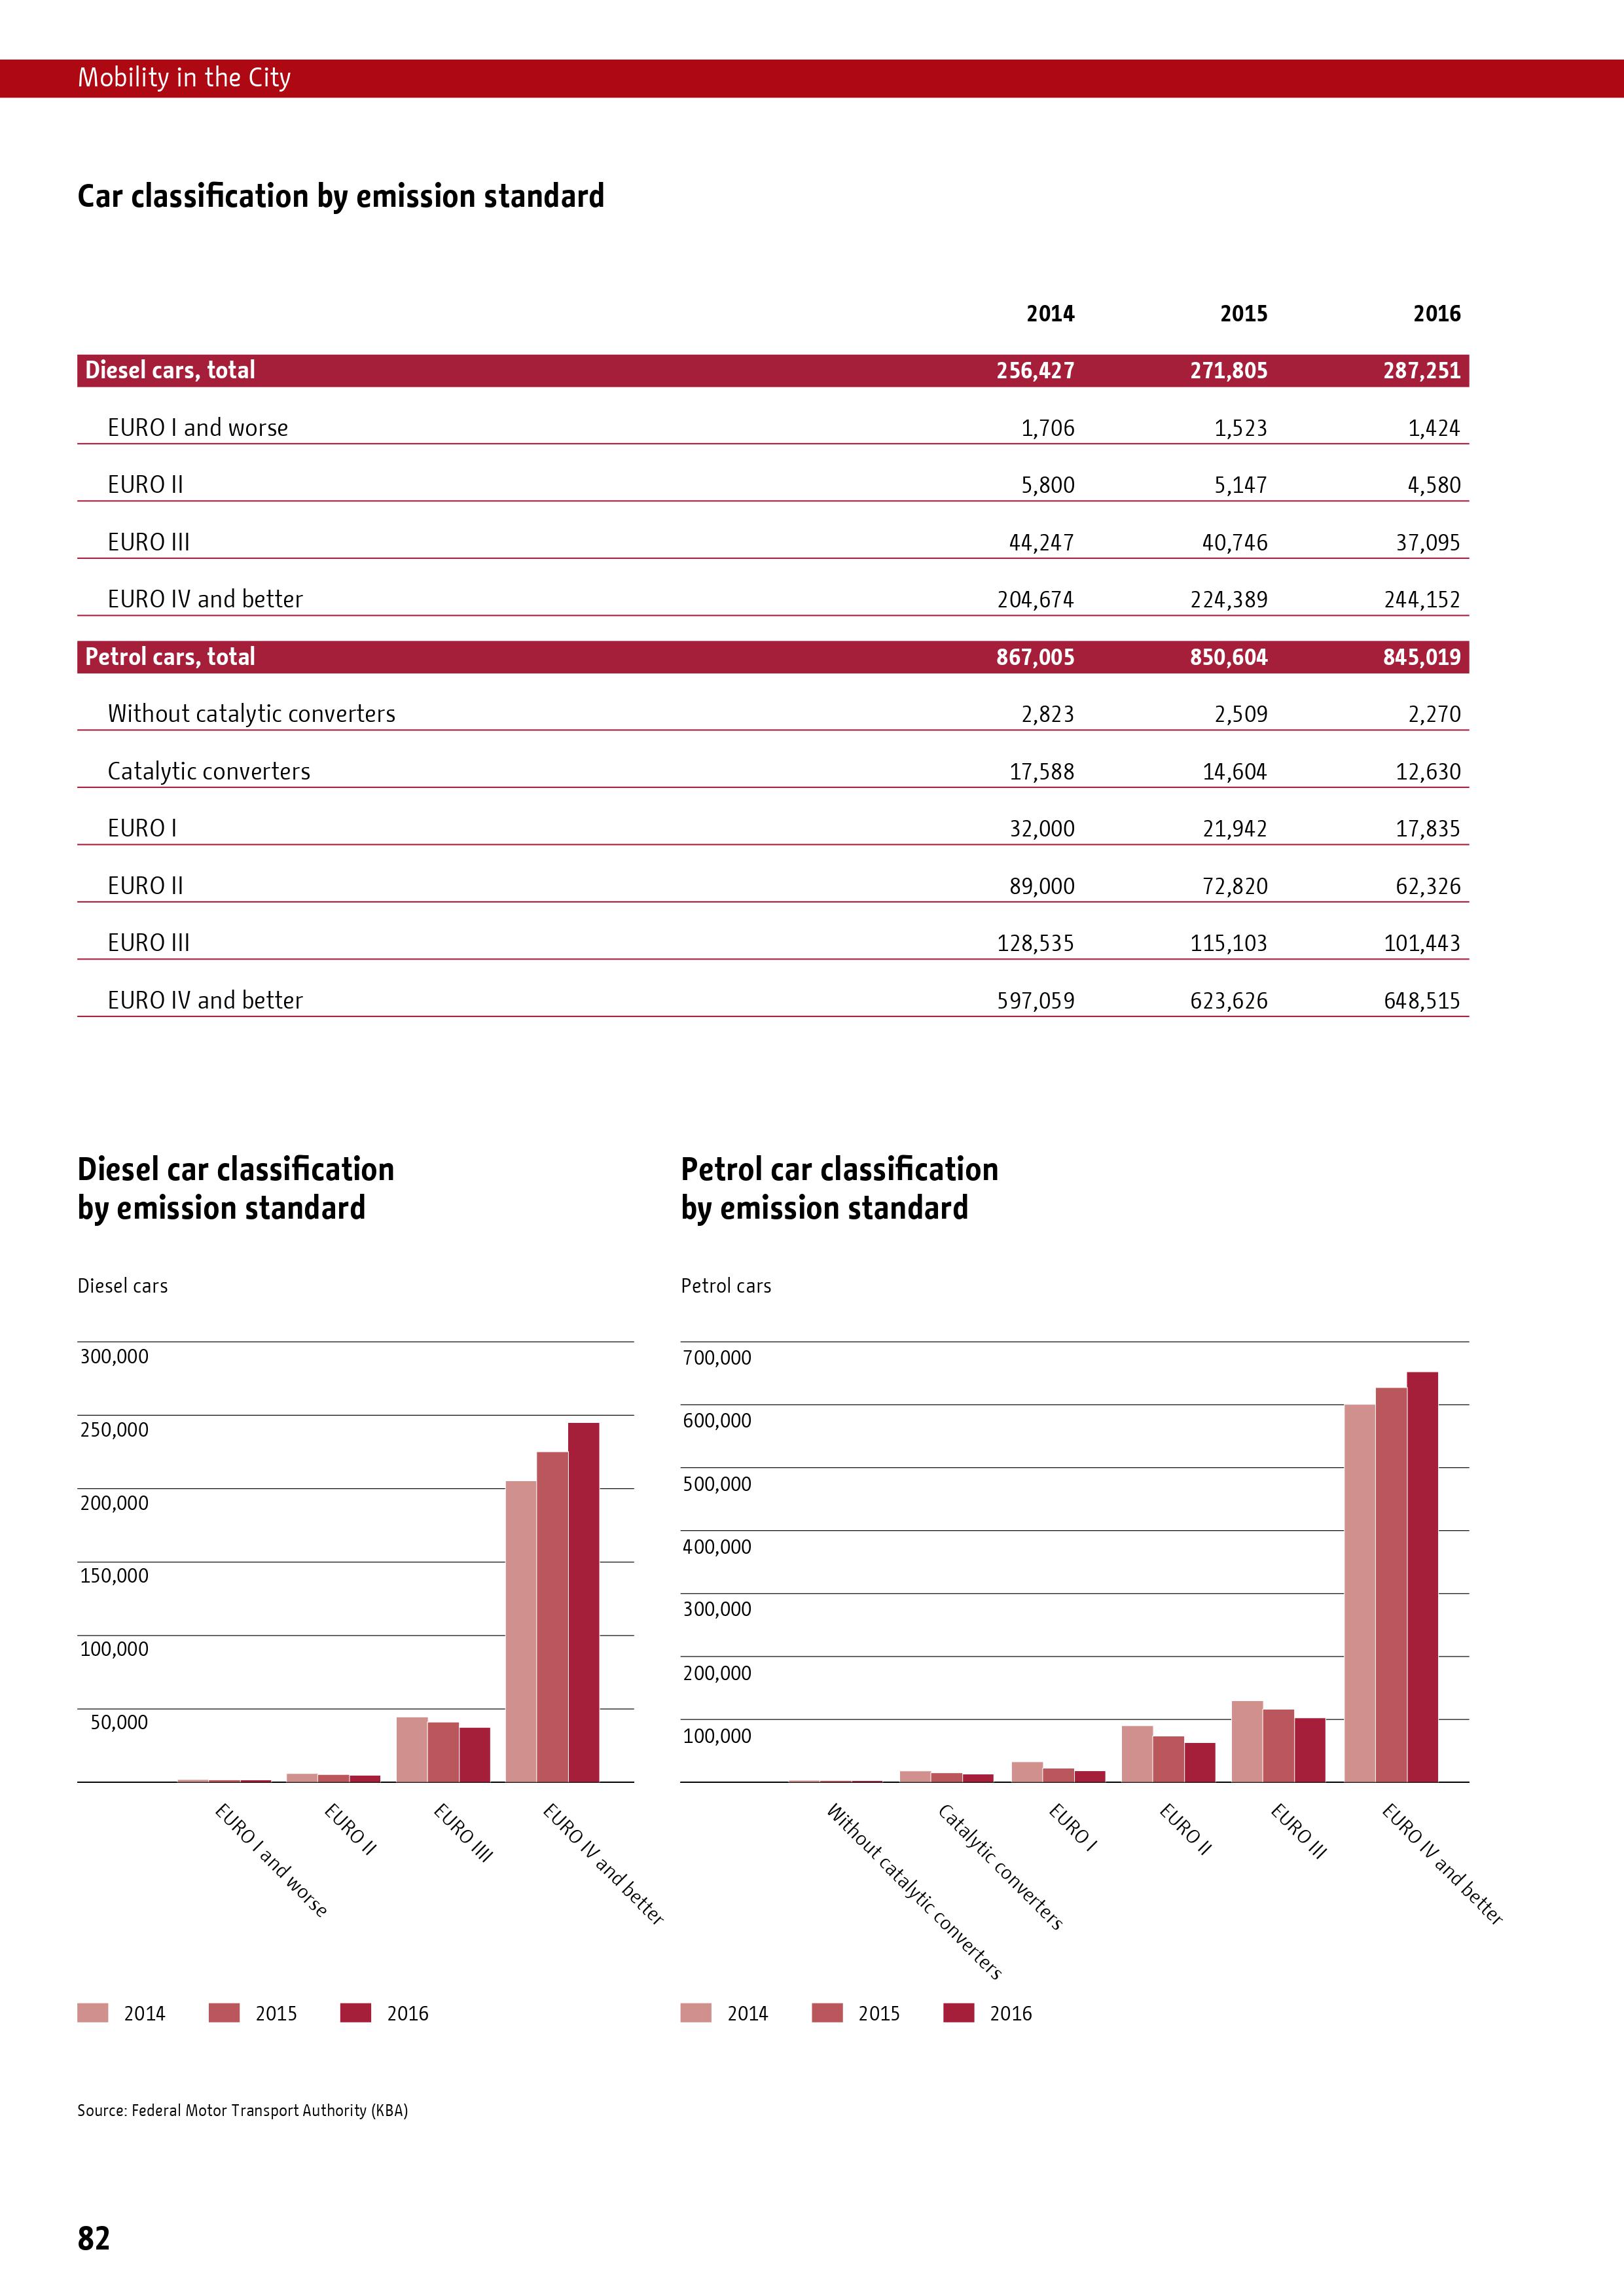 Mobility in the City
Car classification by emission standard
2014 2015 2016
Diesel cars, total 256,427 271,805 287,251
EURO I and worse 1,706 1,523 1,424
EURO II 5,800 5,147 4,580
EURO III 44,247 40,746 37,095
EURO IV and better 204,674 224,389 244,152
Petrol cars, total 867,005 850,604 845,019
Without catalytic converters 2,823 2,509 2,270
Catalytic converters 17,588 14,604 12,630
EURO I 32,000 21,942 17,835
EURO II 89,000 72,820 62,326
EURO III 128,535 115,103 101,443
EURO IV and better 597,059 623,626 648,515
Diesel car classification
by emission standard
Diesel cars
300,000
250,000
200,000
150,000
100,000
50,000
EURO I and worse
EURO II
EURO IIII
EURO IV and better
2014 2015 2016
Petrol car classification
by emission standard
Petrol cars
700,000
600,000
500,000
400,000
300,000
200,000
100,000
Without catalytic converters
Catalytic converters
EURO I
EURO II
EURO III
EURO IV and better
2014 2015 2016
Source: Federal Motor Transport Authority (KBA)
82